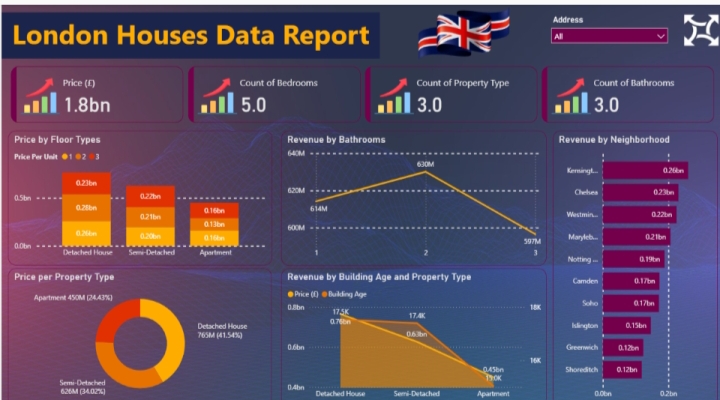 London Houses Data Report
Address
All
Price (£)
1.8bn
Count of Bedrooms
5.0
Count of Property Type
3.0
Count of Bathrooms
3.0
Price by Floor Types
Price Per Unit 1 2 3
0.5bn
0.0bn
0.23bn
0.28bn
0.26bn
0.22bn
0.21bn
0.20bn
0.16bn
0.13bn
0.16bn
Detached House
Semi-Detached
Apartment
Revenue by Bathrooms
640M
620M
600M
614M
630M
597M
1
2
3
Revenue by Neighborhood
Kensingt... 0.26bn
Chelsea 0.23bn
Westmin... 0.22bn
Maryleb... 0.21bn
Notting ... 0.19bn
Camden 0.17bn
Soho 0.17bn
Islington 0.15bn
Greenwich 0.12bn
Shoreditch 0.12bn
0.0bn
0.2bn
Price per Property Type
Apartment 450M (24.43%)
Detached House
765M (41.54%)
Semi-Detached
626M (34.02%)
Revenue by Building Age and Property Type
Price (£) Building Age
0.8bn
0.6bn
0.4bn
18K
16K
17.5K
17.4K
0.63bn
0.45bn
Detached House
Semi-Detached
Apartment